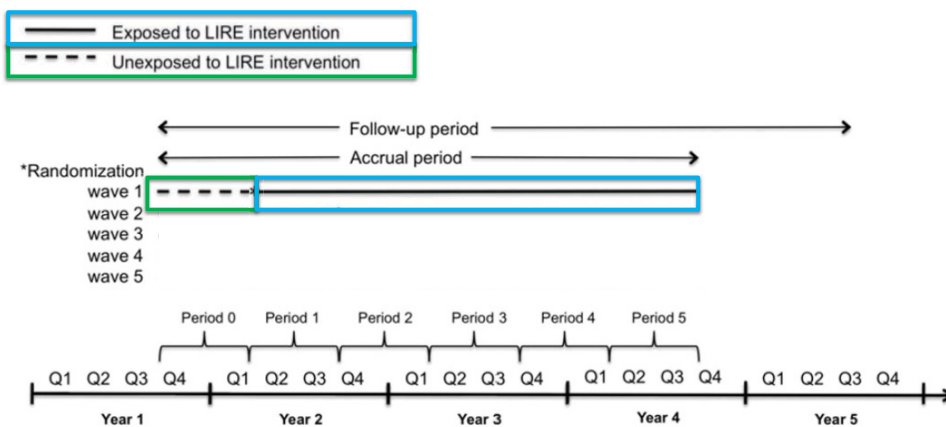 Exposed to LIRE intervention
Unexposed to LIRE intervention
Follow-up period
Accrual period
*Randomization
wave 1
wave 2
wave 3
wave 4
wave 5
Period 0 Period 1 Period 2 Period 3 Period 4 Period 5
Q1 Q2 Q3 Q4 Q1 Q2 Q3 Q4 Q1 Q2 Q3 Q4 Q1 Q2 Q3 Q4 Q1 Q2 Q3 Q4
Year 1 Year 2 Year 3 Year 4 Year 5